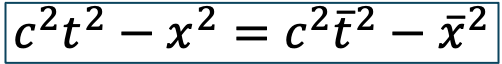 c²t² − x² = c²t̄² − x̄²